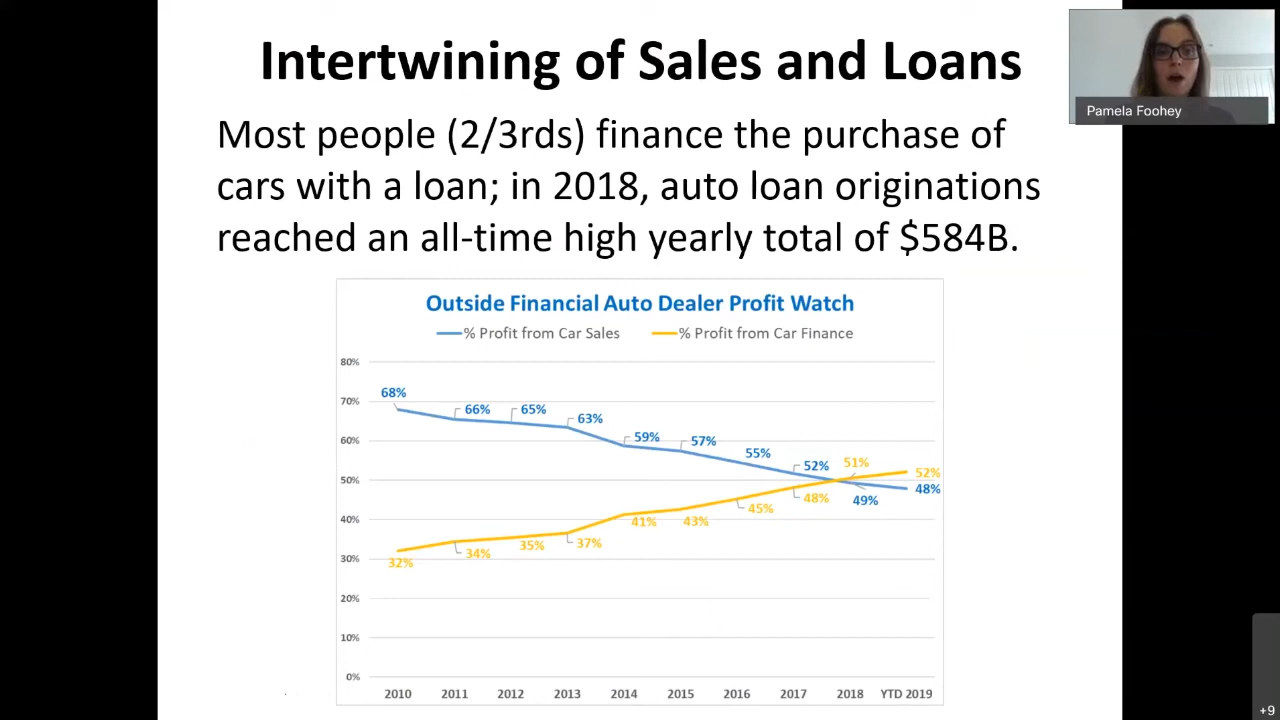 Intertwining of Sales and Loans
Pamela Foohey
Most people (2/3rds) finance the purchase of
cars with a loan; in 2018, auto loan originations
reached an all-time high yearly total of $584B.
Outside Financial Auto Dealer Profit Watch
% Profit from Car Sales % Profit from Car Finance
80%
70%
60%
50%
40%
30%
20%
10%
0%
68% 66% 65% 63% 59% 57% 55% 52% 49% 48%
32% 34% 35% 37% 41% 43% 45% 48% 51% 52%
2010 2011 2012 2013 2014 2015 2016 2017 2018 YTD 2019
+9